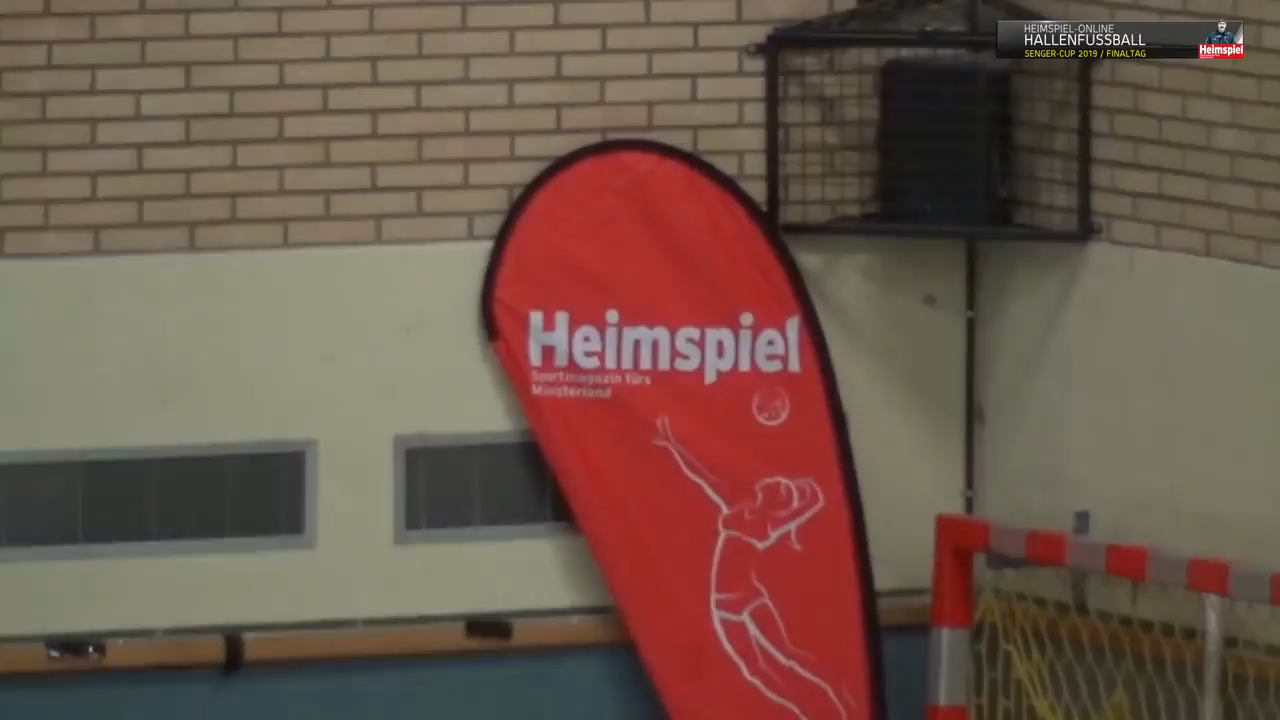 HEIMSPIEL-ONLINE
HALLENFUSSBALL
SENGER-CUP 2019 / FINALTAG
Heimspiel
Heimspiel
Sportmagazin fürs
Münsterland